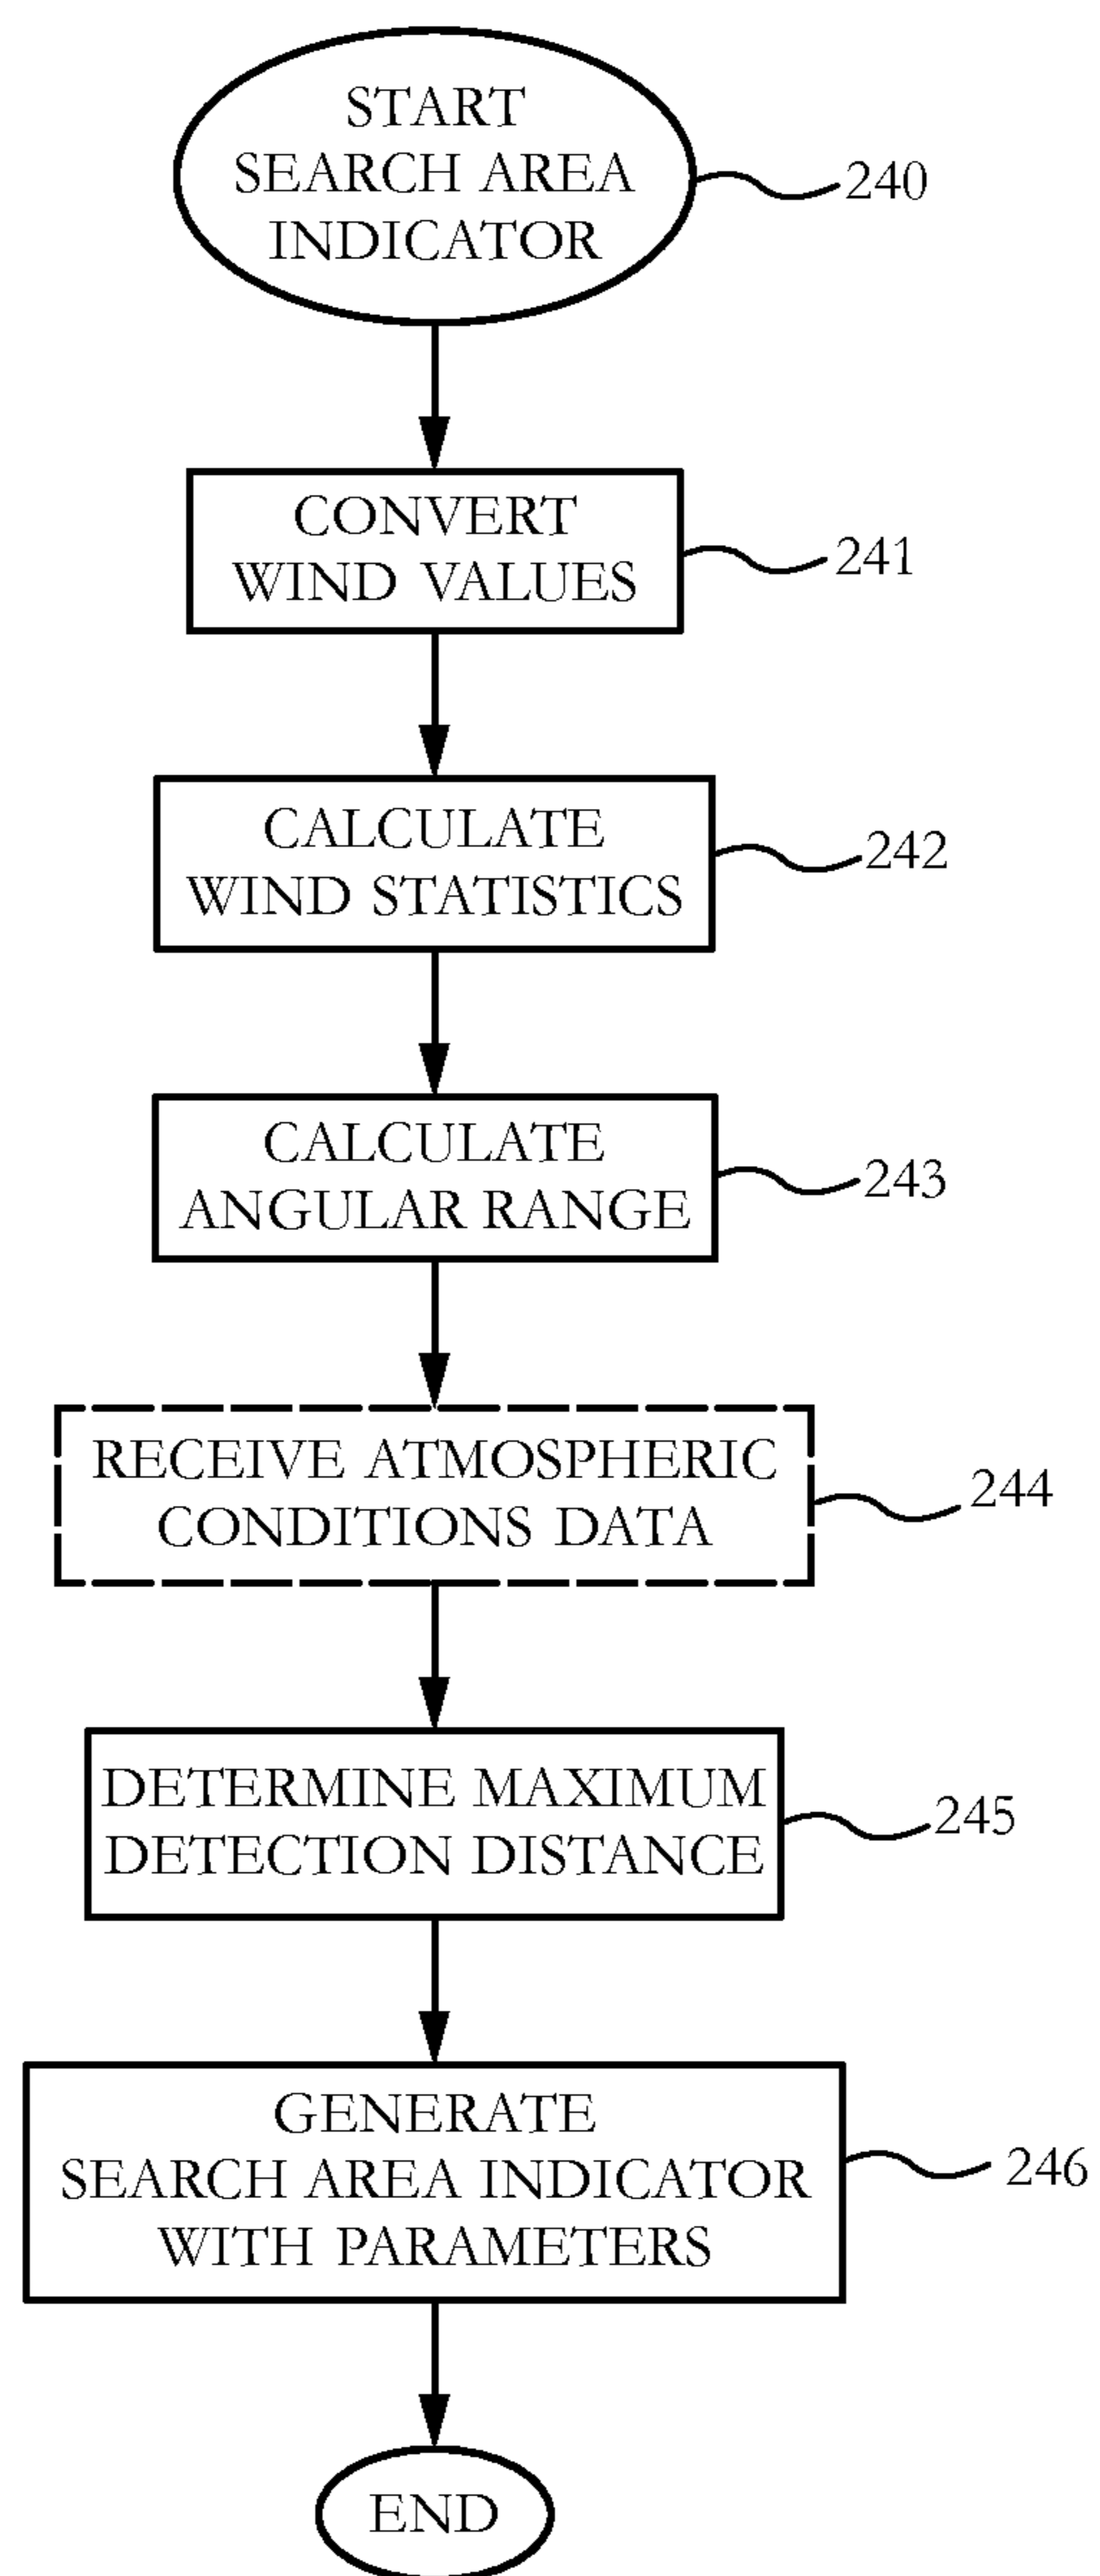 START
SEARCH AREA
INDICATOR
240
CONVERT
WIND VALUES
241
CALCULATE
WIND STATISTICS
242
CALCULATE
ANGULAR RANGE
243
RECEIVE ATMOSPHERIC
CONDITIONS DATA
244
DETERMINE MAXIMUM
DETECTION DISTANCE
245
GENERATE
SEARCH AREA INDICATOR
WITH PARAMETERS
246
END